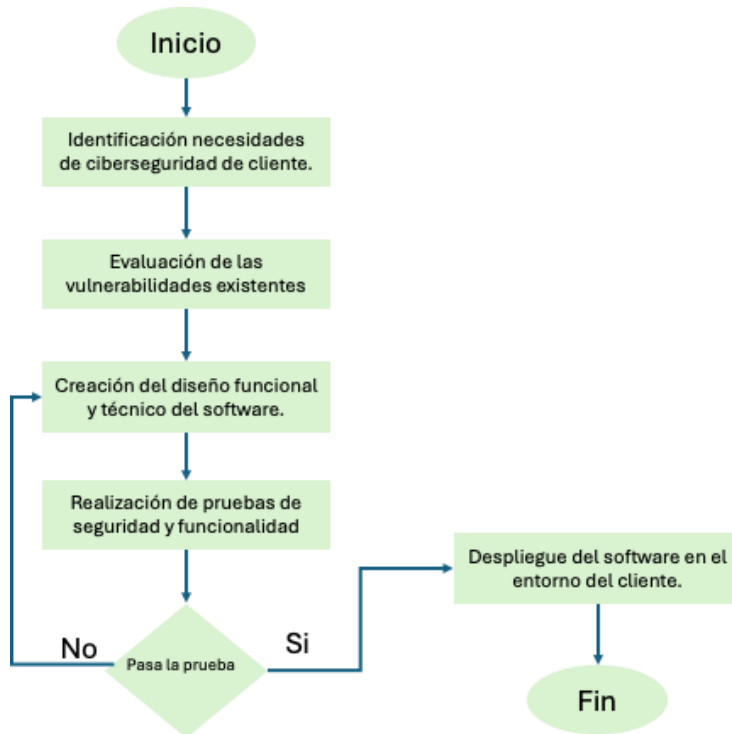 Inicio
Identificación necesidades
de ciberseguridad de cliente.
Evaluación de las
vulnerabilidades existentes
Creación del diseño funcional
y técnico del software.
Realización de pruebas de
seguridad y funcionalidad
Despliegue del software en el
entorno del cliente.
No
Pasa la prueba
Si
Fin